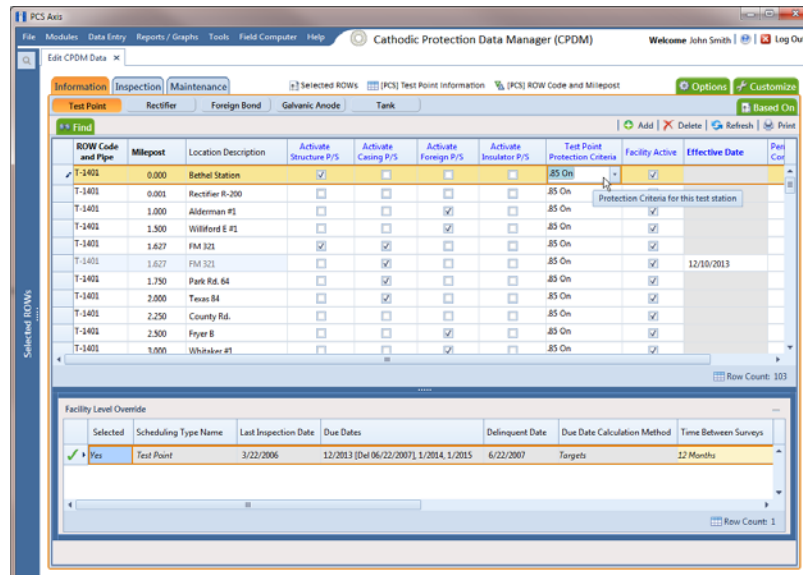 PCS Axis
File Modules Data Entry Reports / Graphs Tools Field Computer Help Cathodic Protection Data Manager (CPDM) Welcome John Smith | Log Ou
Edit CPDM Data ×
Information Inspection Maintenance Selected ROWs [PCS] Test Point Information [PCS] ROW Code and Milepost Options Customize
Test Point Rectifier Foreign Bond Galvanic Anode Tank Based On
Find Add | Delete | Refresh | Print
ROW Code and Pipe Milepost Location Description Activate Structure P/S Activate Casing P/S Activate Foreign P/S Activate Insulator P/S Test Point Protection Criteria Facility Active Effective Date Per Cor
T-1401 0.000 Bethel Station .85 On
T-1401 0.001 Rectifier R-200 .85 On
Protection Criteria for this test station
T-1401 1.000 Alderman #1 .85 On
T-1401 1.500 Williford E #1 .85 On
T-1401 1.627 FM 321 .85 On
T-1401 1.627 FM 321 .85 On 12/10/2013
T-1401 1.750 Park Rd. 64 .85 On
T-1401 2.000 Texas 84 .85 On
T-1401 2.250 County Rd. .85 On
T-1401 2.500 Fryer B .85 On
T-1401 3.000 Whitaker #1 .85 On
Row Count: 103
Selected ROWs
Facility Level Override
Selected Scheduling Type Name Last Inspection Date Due Dates Delinquent Date Due Date Calculation Method Time Between Surveys
Yes Test Point 3/22/2006 12/2013 [Del 06/22/2007], 1/2014, 1/2015 6/22/2007 Targets 12 Months
Row Count: 1